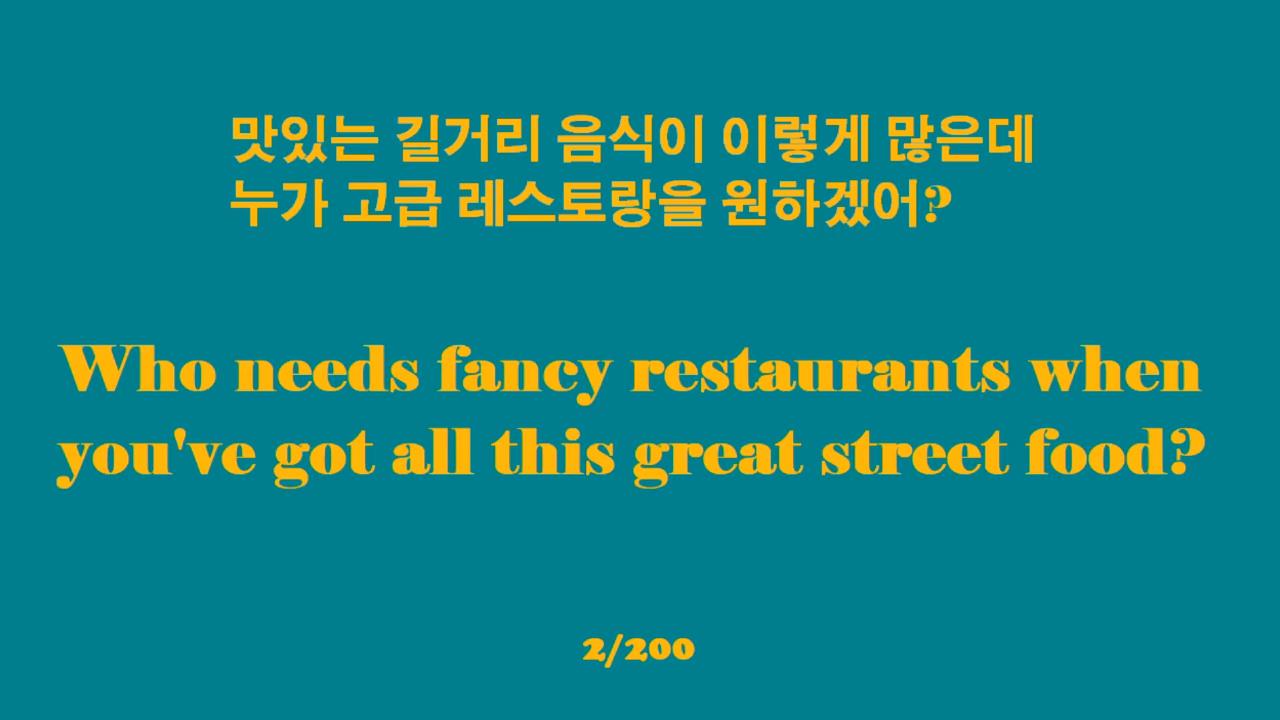 맛있는 길거리 음식이 이렇게 많은데
누가 고급 레스토랑을 원하겠어?
Who needs fancy restaurants when
you've got all this great street food?
2/200